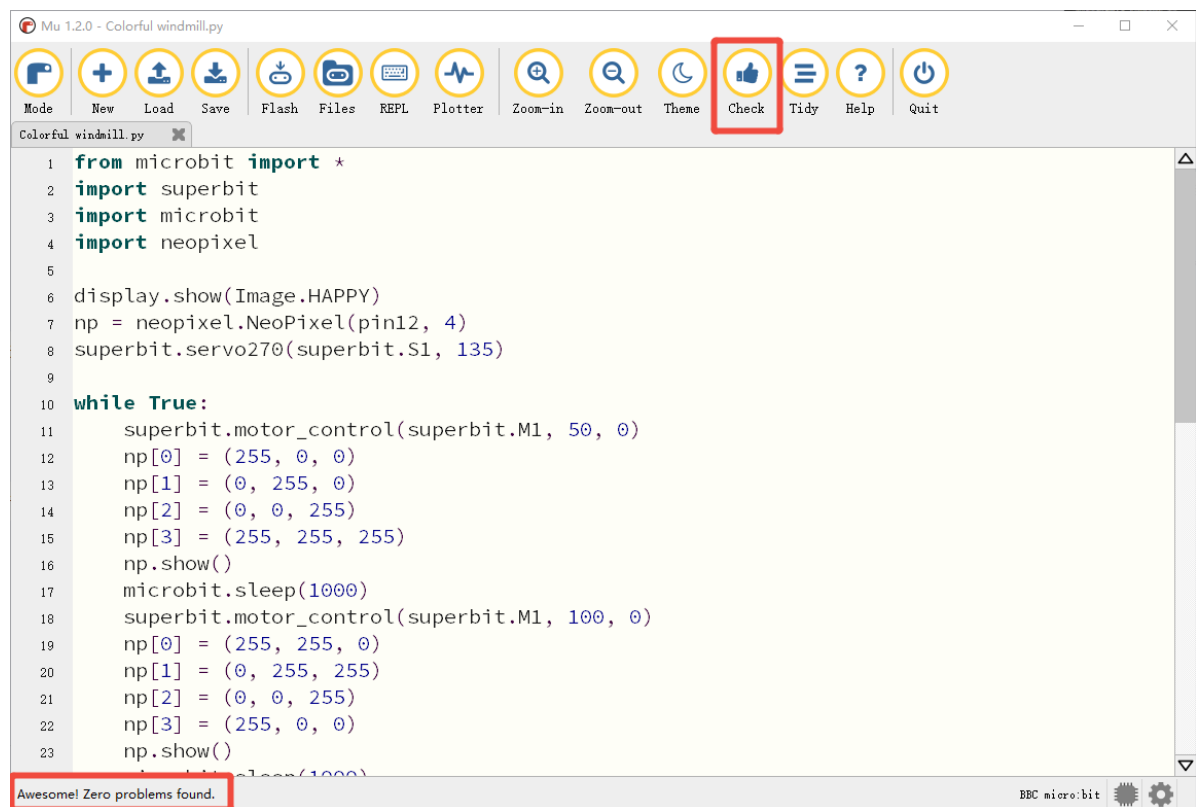 Mu 1.2.0 - Colorful windmill.py
Mode New Load Save Flash Files REPL Plotter Zoom-in Zoom-out Theme Check Tidy Help Quit
Colorful windmill.py
1 from microbit import *
2 import superbit
3 import microbit
4 import neopixel
5
6 display.show(Image.HAPPY)
7 np = neopixel.NeoPixel(pin12, 4)
8 superbit.servo270(superbit.S1, 135)
9
10 while True:
11     superbit.motor_control(superbit.M1, 50, 0)
12     np[0] = (255, 0, 0)
13     np[1] = (0, 255, 0)
14     np[2] = (0, 0, 255)
15     np[3] = (255, 255, 255)
16     np.show()
17     microbit.sleep(1000)
18     superbit.motor_control(superbit.M1, 100, 0)
19     np[0] = (255, 255, 0)
20     np[1] = (0, 255, 255)
21     np[2] = (0, 0, 255)
22     np[3] = (255, 0, 0)
23     np.show()
Awesome! Zero problems found.
BBC micro:bit